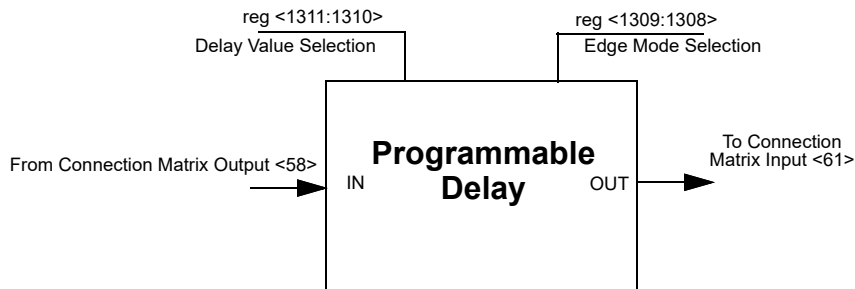 reg <1311:1310>
Delay Value Selection
reg <1309:1308>
Edge Mode Selection
From Connection Matrix Output <58>
IN
Programmable
Delay
OUT
To Connection
Matrix Input <61>